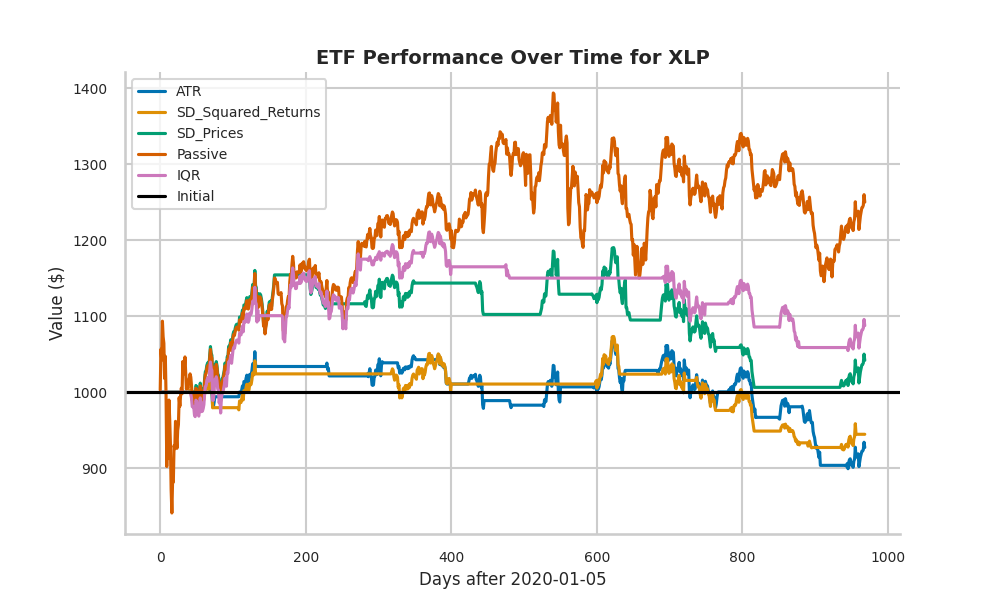 ETF Performance Over Time for XLP
ATR
SD_Squared_Returns
SD_Prices
Passive
IQR
Initial
1400
1300
1200
1100
1000
900
Value ($)
0 200 400 600 800 1000
Days after 2020-01-05